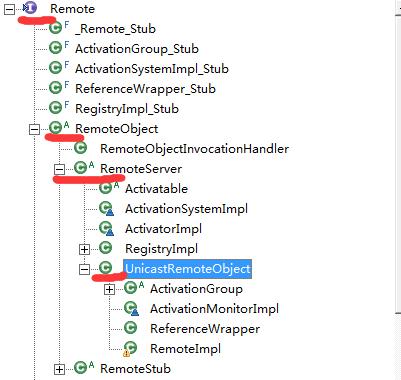 I Remote
C F _Remote_Stub
C F ActivationGroup_Stub
C F ActivationSystemImpl_Stub
C F ReferenceWrapper_Stub
C F RegistryImpl_Stub
C A RemoteObject
C RemoteObjectInvocationHandler
C A RemoteServer
C A Activatable
C ActivationSystemImpl
C ActivatorImpl
C RegistryImpl
C UnicastRemoteObject
C A ActivationGroup
C ActivationMonitorImpl
C ReferenceWrapper
C RemoteImpl
C A RemoteStub